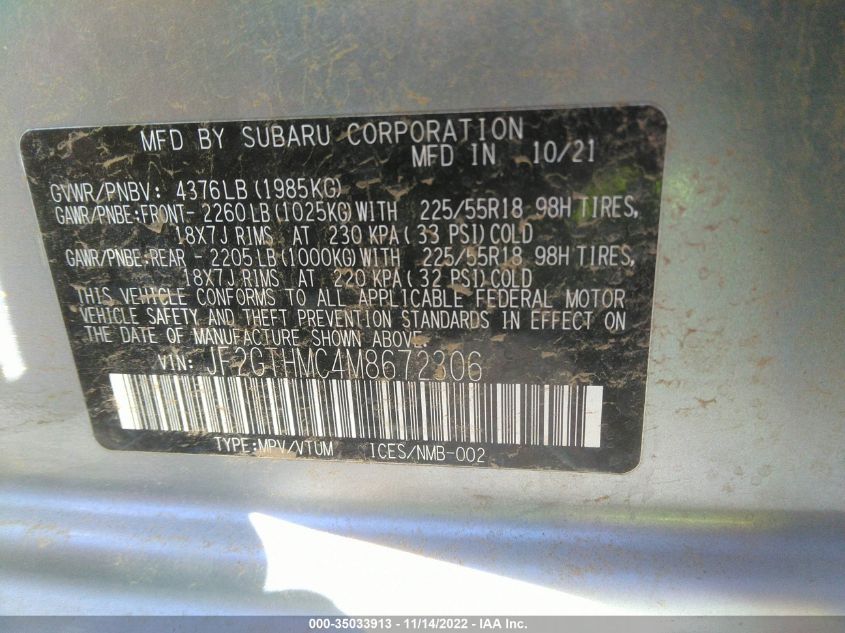 MFD BY SUBARU CORPORATION
MFD IN 10/21
GVWR/PNBV: 4376LB (1985KG)
GAWR/PNBE:FRONT- 2260 LB (1025KG) WITH 225/55R18 98H TIRES,
18X7J RIMS AT 230 KPA ( 33 PSI) COLD
GAWR/PNBE:REAR - 2205 LB (1000KG) WITH 225/55R18 98H TIRES,
18X7J RIMS AT 220 KPA ( 32 PSI) COLD
THIS VEHICLE CONFORMS TO ALL APPLICABLE FEDERAL MOTOR
VEHICLE SAFETY AND THEFT PREVENTION STANDARDS IN EFFECT ON
THE DATE OF MANUFACTURE SHOWN ABOVE.
VIN: JF2GTHMC4M8672306
TYPE:MPV/VTUM ICES/NMB-002
000-35033913 - 11/14/2022 - IAA Inc.